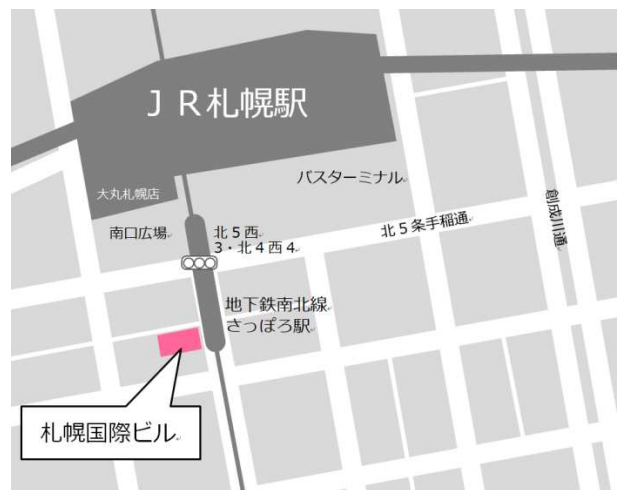 ＪＲ札幌駅
大丸札幌店
バスターミナル
南口広場
北５西
３・北４西４
北５条手稲通
創成川通
地下鉄南北線
さっぽろ駅
札幌国際ビル